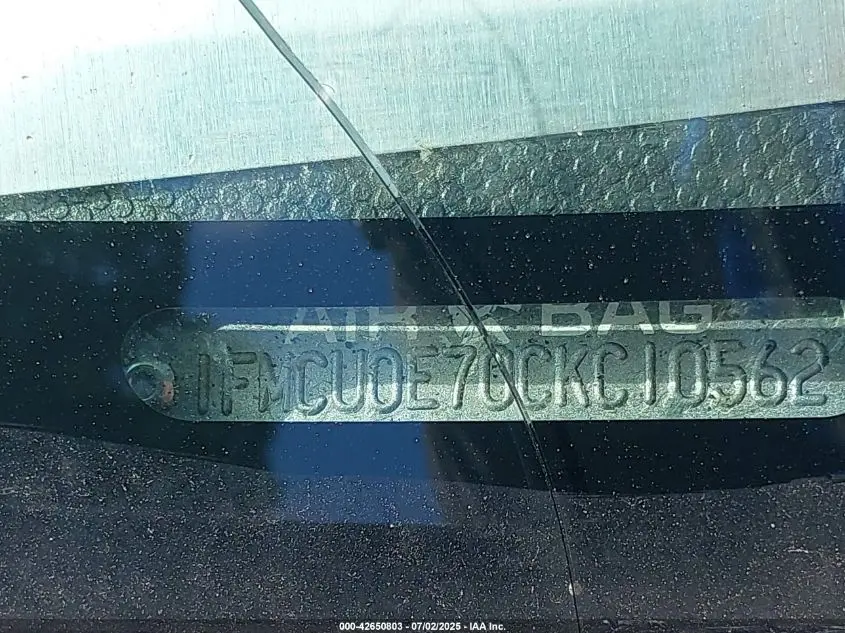 AIR BAG
1FMCU0E70CKC10562
000-42650803 - 07/02/2025 - IAA Inc.